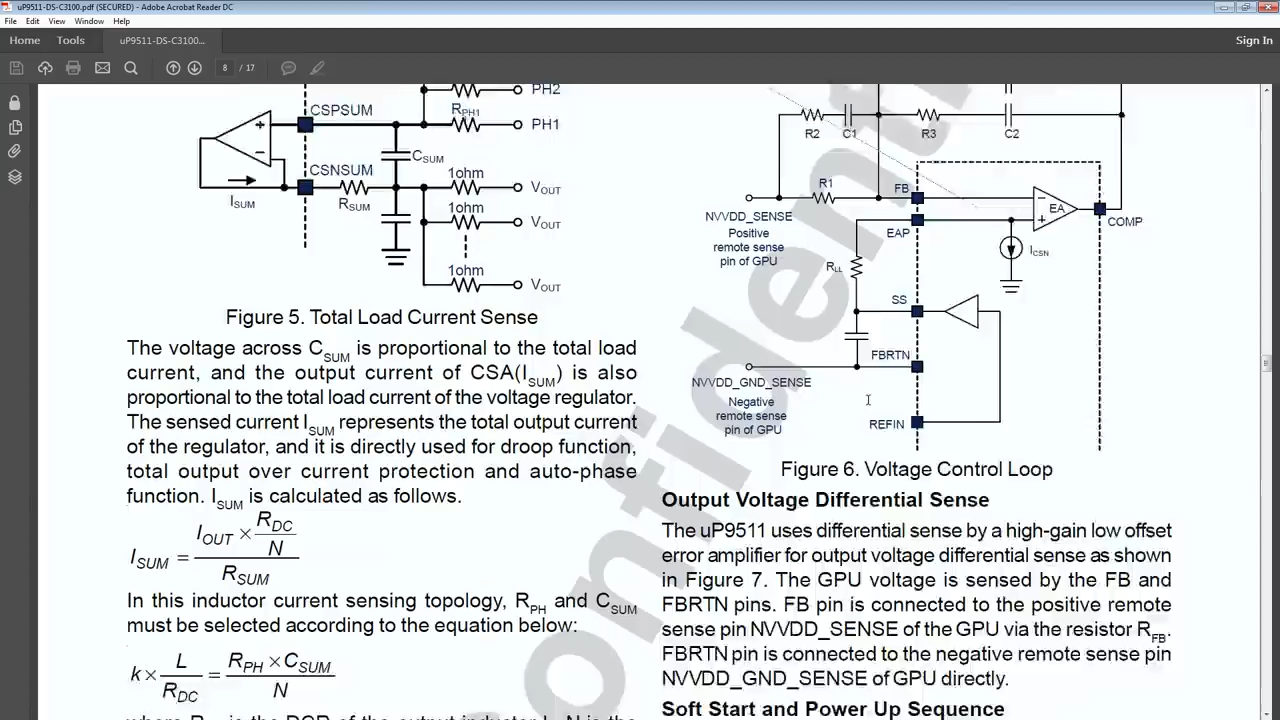 uP9511-DS-C3100.pdf (SECURED) - Adobe Acrobat Reader DC
File Edit View Window Help
Home Tools uP9511-DS-C3100... Sign In
8 / 17
PH2
CSPSUM RPH1 PH1
CSUM
CSNSUM 1ohm VOUT
ISUM RSUM
1ohm VOUT
1ohm VOUT
Figure 5. Total Load Current Sense
The voltage across CSUM is proportional to the total load
current, and the output current of CSA(ISUM) is also
proportional to the total load current of the voltage regulator.
The sensed current ISUM represents the total output current
of the regulator, and it is directly used for droop function,
total output over current protection and auto-phase
function. ISUM is calculated as follows.
ISUM = IOUT × RDC / N / RSUM
In this inductor current sensing topology, RPH and CSUM
must be selected according to the equation below:
k × L / RDC = RPH × CSUM / N
R2 C1 R3 C2
R1 FB
EA
COMP
NVVDD_SENSE
Positive
remote sense
pin of GPU
EAP
ICSN
RLL
SS
FBRTN
NVVDD_GND_SENSE
Negative
remote sense
pin of GPU
REFIN
Figure 6. Voltage Control Loop
Output Voltage Differential Sense
The uP9511 uses differential sense by a high-gain low offset
error amplifier for output voltage differential sense as shown
in Figure 7. The GPU voltage is sensed by the FB and
FBRTN pins. FB pin is connected to the positive remote
sense pin NVVDD_SENSE of the GPU via the resistor RFB.
FBRTN pin is connected to the negative remote sense pin
NVVDD_GND_SENSE of GPU directly.
Soft Start and Power Up Sequence